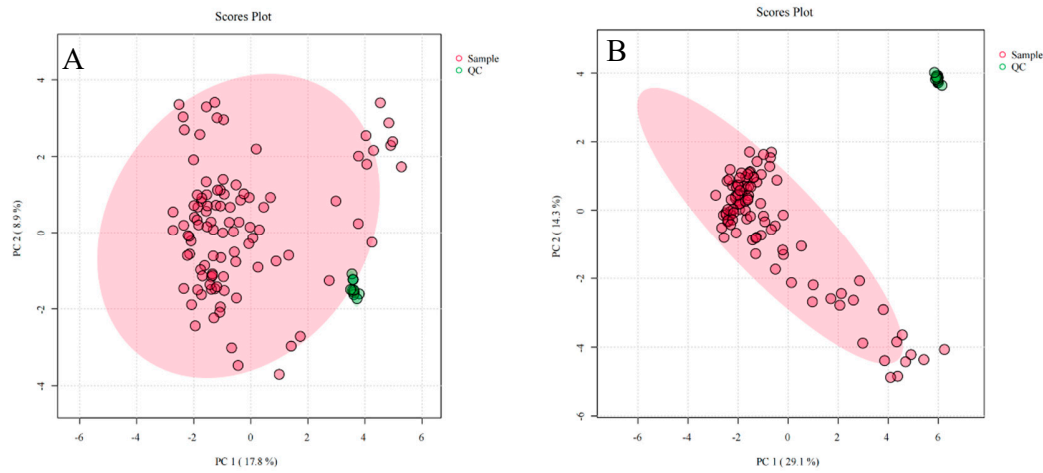 Scores Plot
A
Sample
QC
4
2
0
-2
-4
PC 2 ( 8.9 %)
-6
-4
-2
0
2
4
6
PC 1 ( 17.8 %)
Scores Plot
B
Sample
QC
4
2
0
-2
-4
-6
PC 2 ( 14.3 %)
-6
-4
-2
0
2
4
6
PC 1 ( 29.1 %)